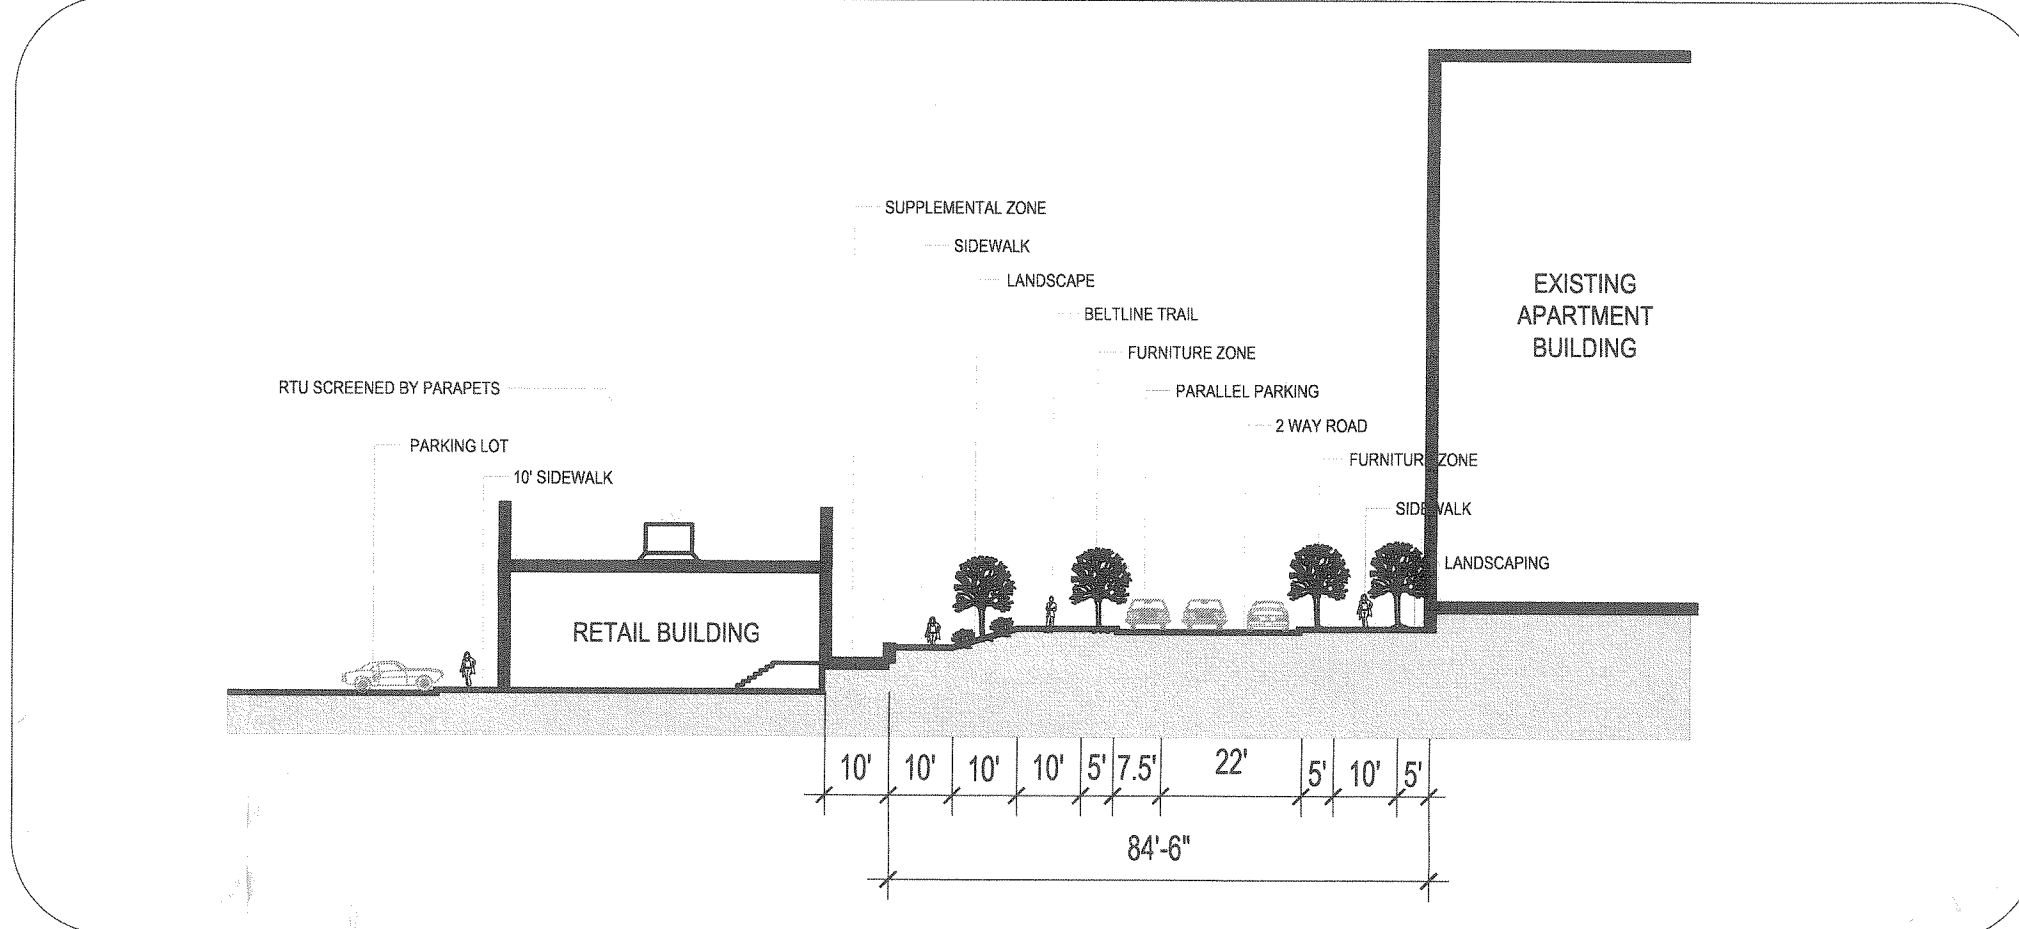 SUPPLEMENTAL ZONE
SIDEWALK
LANDSCAPE
BELTLINE TRAIL
FURNITURE ZONE
PARALLEL PARKING
2 WAY ROAD
FURNITURE ZONE
SIDEWALK
LANDSCAPING
EXISTING
APARTMENT
BUILDING
RTU SCREENED BY PARAPETS
PARKING LOT
10' SIDEWALK
RETAIL BUILDING
10' 10' 10' 10' 5' 7.5' 22' 5' 10' 5'
84'-6"